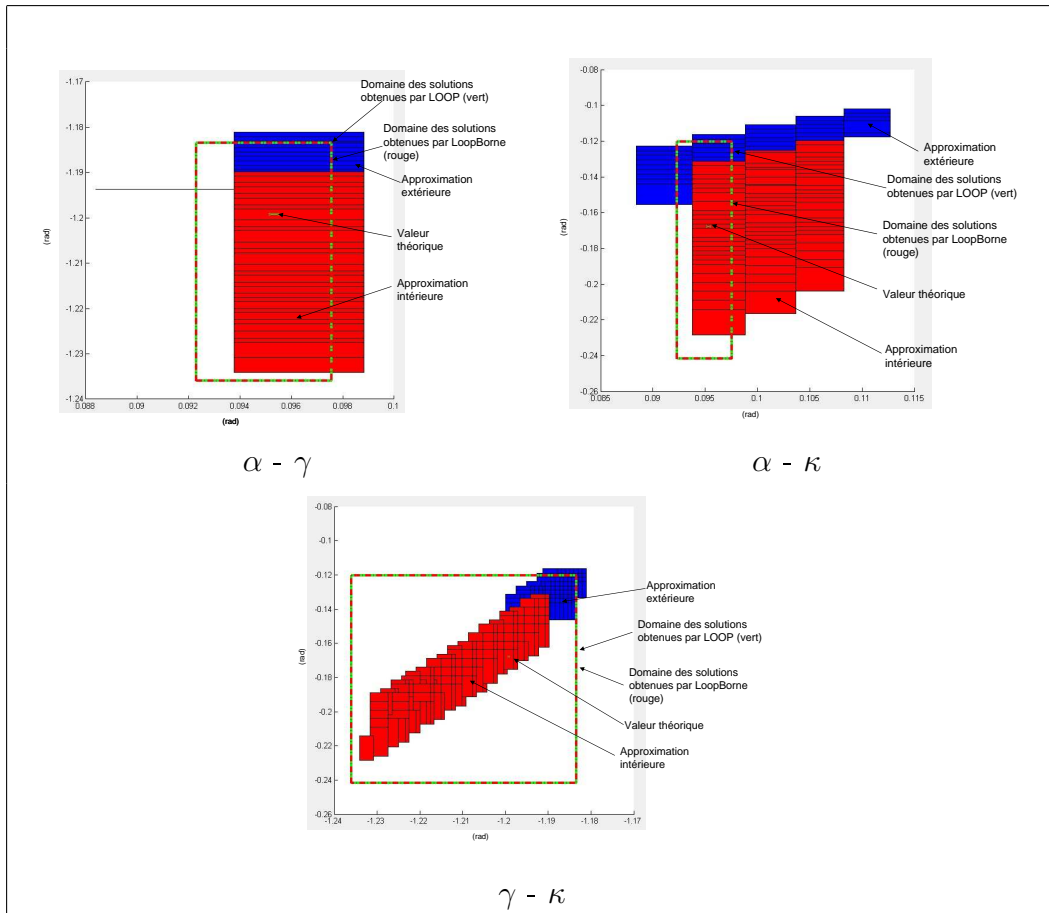 -1.17
-1.18
-1.19
-1.2
-1.21
-1.22
-1.23
-1.24
(rad)
0.088
0.09
0.092
0.094
0.096
0.098
0.1
(rad)
Domaine des solutions
obtenues par LOOP (vert)
Domaine des solutions
obtenues par LoopBorne
(rouge)
Approximation
extérieure
Valeur
théorique
Approximation
intérieure
α - γ
-0.08
-0.1
-0.12
-0.14
-0.16
-0.18
-0.2
-0.22
-0.24
-0.26
(rad)
0.085
0.09
0.095
0.1
0.105
0.11
0.115
(rad)
Approximation
extérieure
Domaine des solutions
obtenues par LOOP (vert)
Domaine des solutions
obtenues par LoopBorne
(rouge)
Valeur théorique
Approximation
intérieure
α - κ
-0.08
-0.1
-0.12
-0.14
-0.16
-0.18
-0.2
-0.22
-0.24
-0.26
(rad)
-1.24
-1.23
-1.22
-1.21
-1.2
-1.19
-1.18
-1.17
(rad)
Approximation
extérieure
Domaine des solutions
obtenues par LOOP (vert)
Domaine des solutions
obtenues par LoopBorne
(rouge)
Valeur théorique
Approximation
intérieure
γ - κ